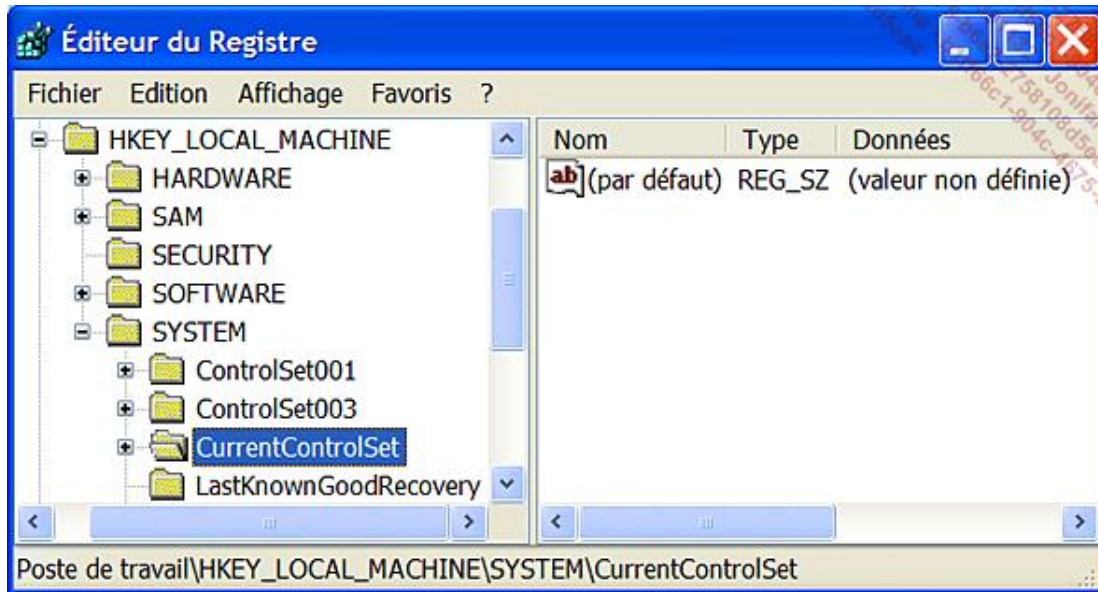 Éditeur du Registre
Fichier Edition Affichage Favoris ?
HKEY_LOCAL_MACHINE
HARDWARE
SAM
SECURITY
SOFTWARE
SYSTEM
ControlSet001
ControlSet003
CurrentControlSet
LastKnownGoodRecovery
Nom Type Données
ab (par défaut) REG_SZ (valeur non définie)
Poste de travail\HKEY_LOCAL_MACHINE\SYSTEM\CurrentControlSet